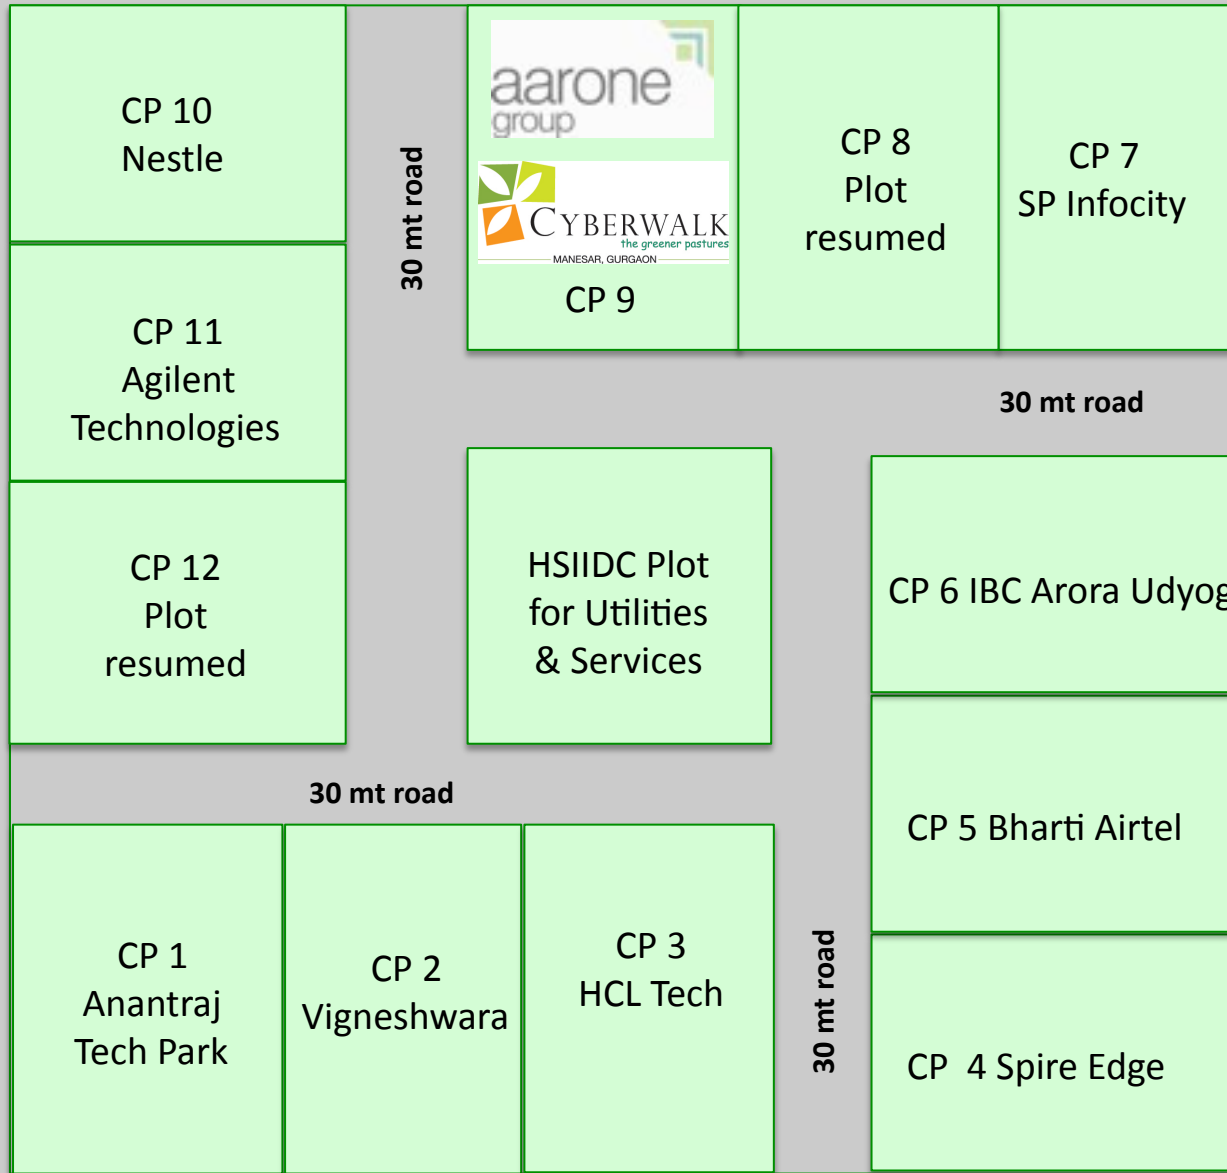 CP 10
Nestle
30 mt road
aarone
group
CYBERWALK
the greener pastures
MANESAR, GURGAON
CP 9
CP 8
Plot
resumed
CP 7
SP Infocity
CP 11
Agilent
Technologies
30 mt road
CP 12
Plot
resumed
HSIIDC Plot
for Utilities
& Services
CP 6 IBC Arora Udyog
30 mt road
CP 5 Bharti Airtel
CP 1
Anantraj
Tech Park
CP 2
Vigneshwara
CP 3
HCL Tech
30 mt road
CP 4 Spire Edge